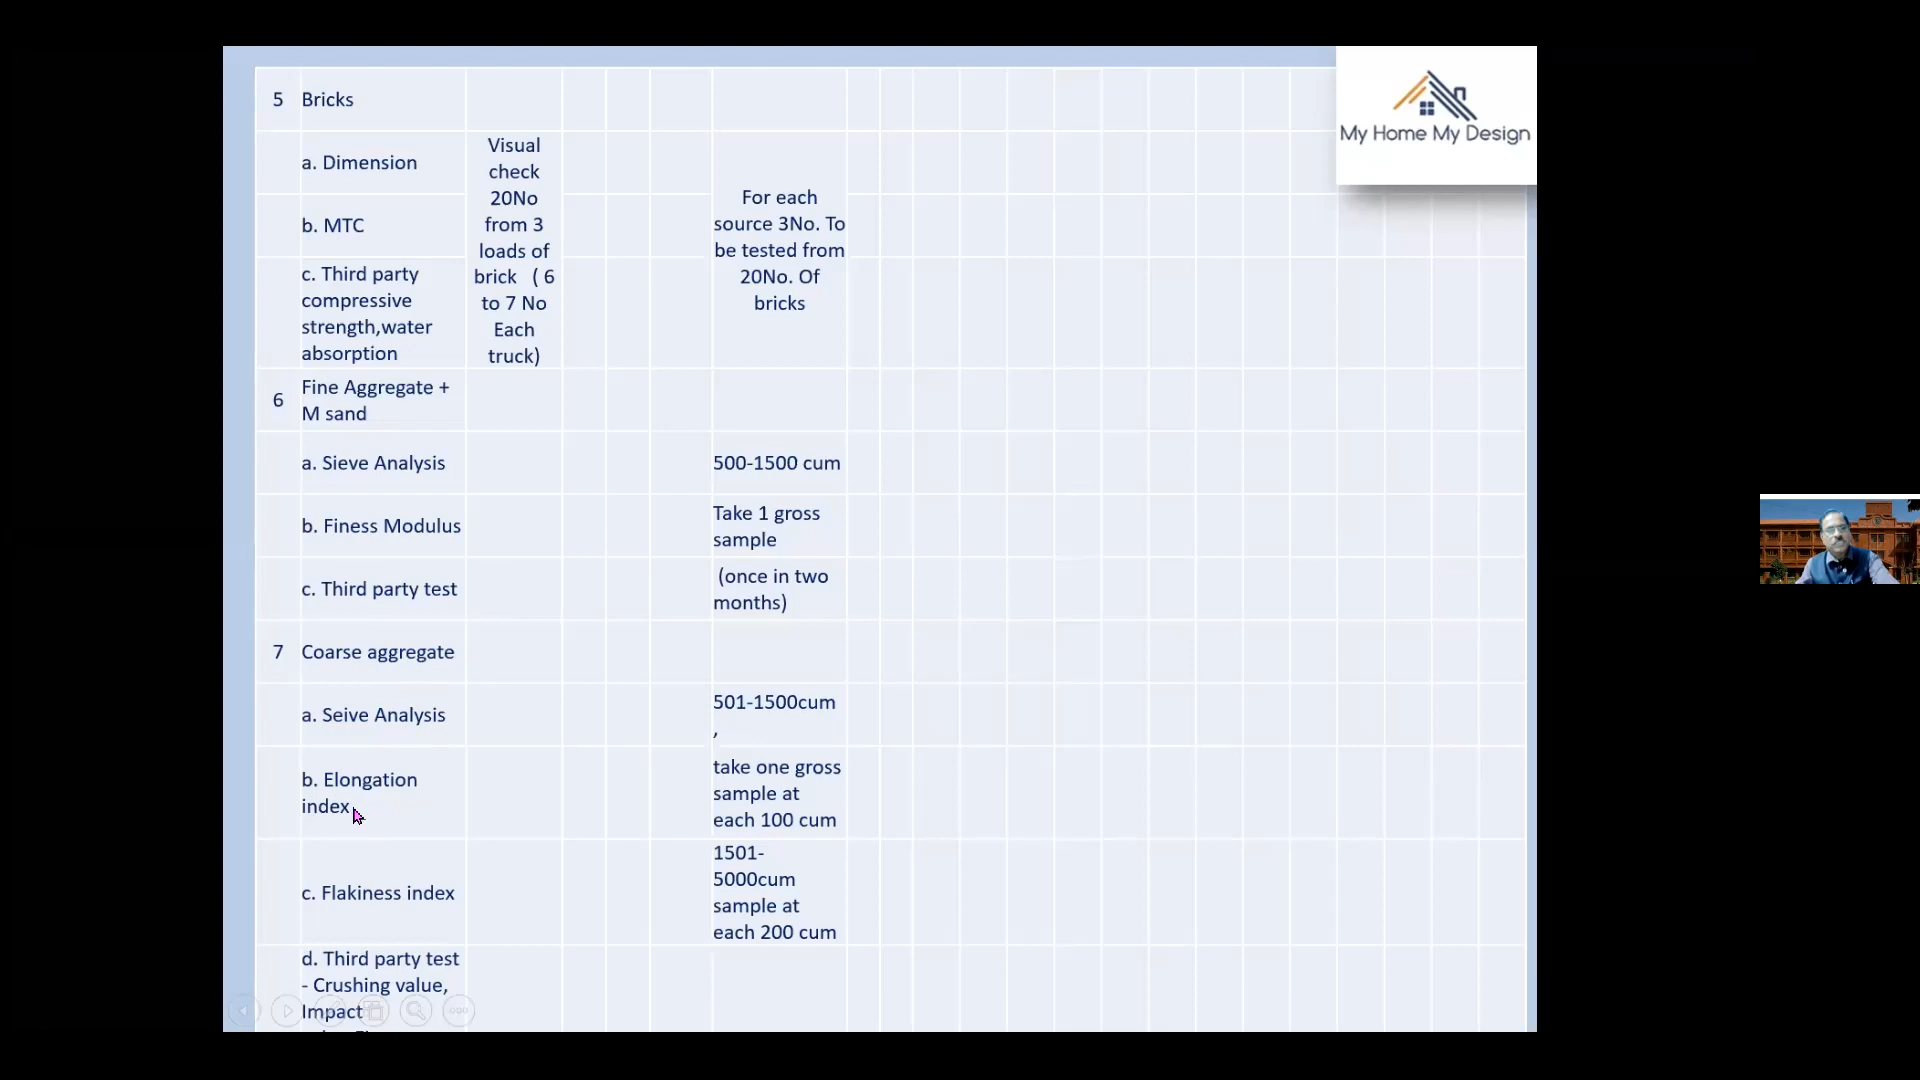 My Home My Design
5 Bricks
a. Dimension
b. MTC
c. Third party
compressive
strength,water
absorption
Visual
check
20No
from 3
loads of
brick ( 6
to 7 No
Each
truck)
For each
source 3No. To
be tested from
20No. Of
bricks
6 Fine Aggregate +
M sand
a. Sieve Analysis
500-1500 cum
b. Finess Modulus
Take 1 gross
sample
c. Third party test
(once in two
months)
7 Coarse aggregate
a. Seive Analysis
501-1500cum
,
b. Elongation
index
take one gross
sample at
each 100 cum
c. Flakiness index
1501-
5000cum
sample at
each 200 cum
d. Third party test
- Crushing value,
Impact